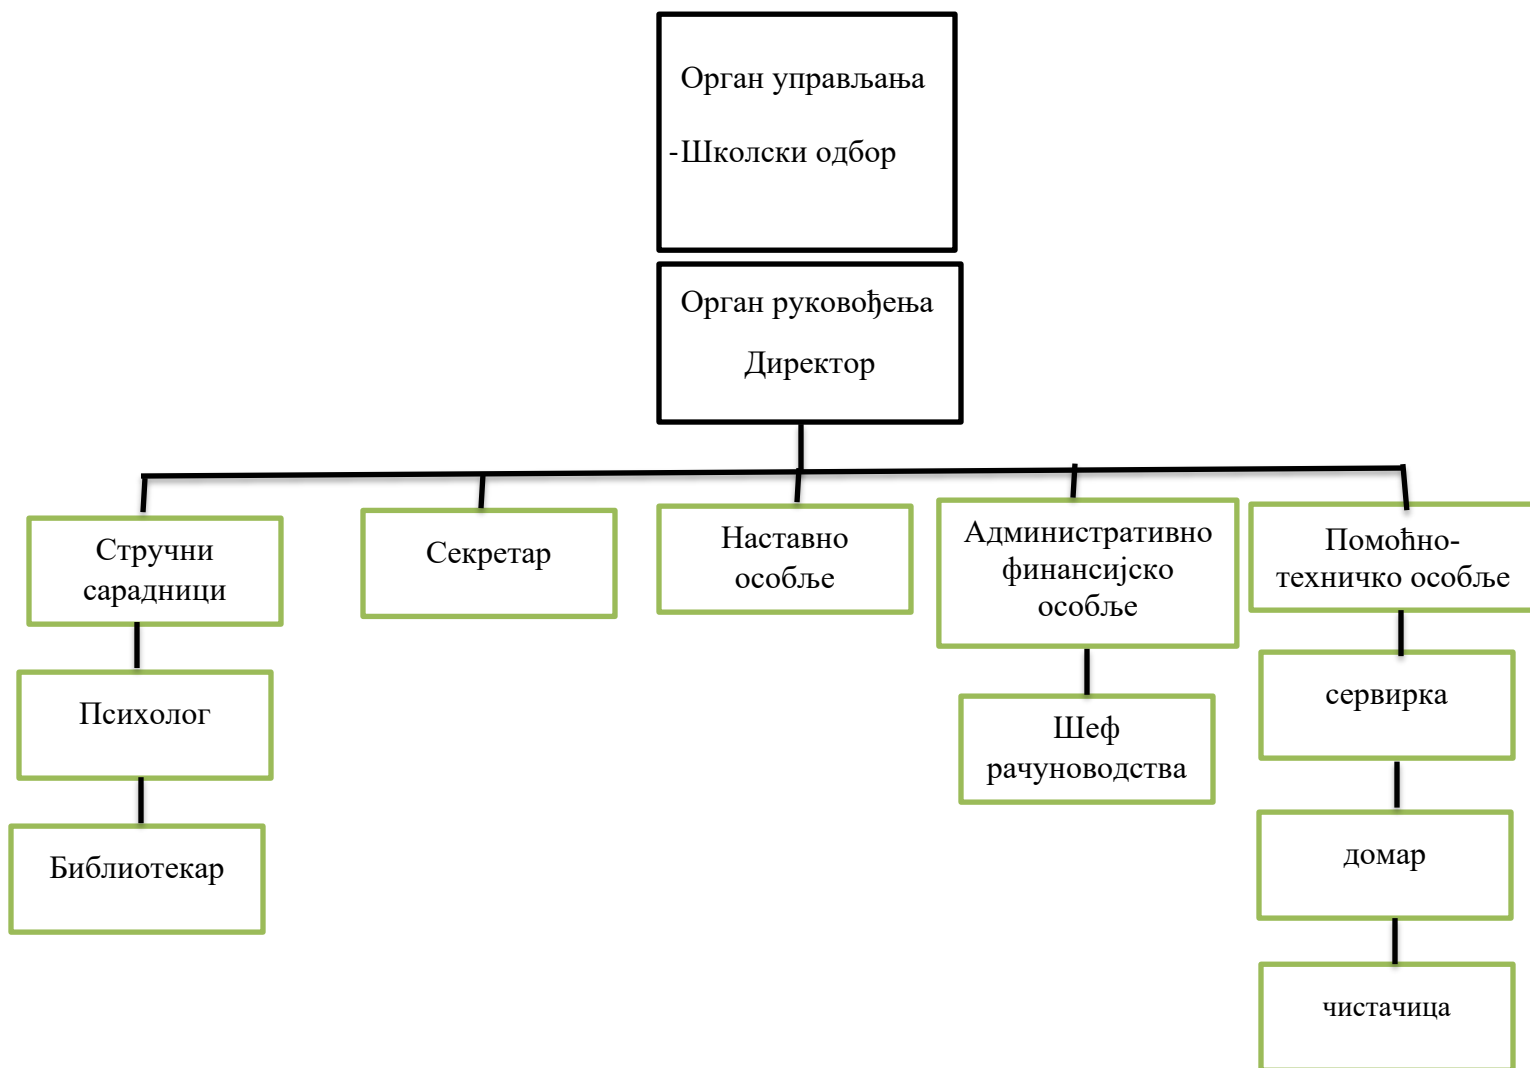 Орган управљања
-Школски одбор
Орган руковођења
Директор
Стручни
сарадници
Секретар
Наставно
особље
Административно
финансијско
особље
Помоћно-
техничко особље
Психолог
Шеф
рачуноводства
сервирка
Библиотекар
домар
чистачица